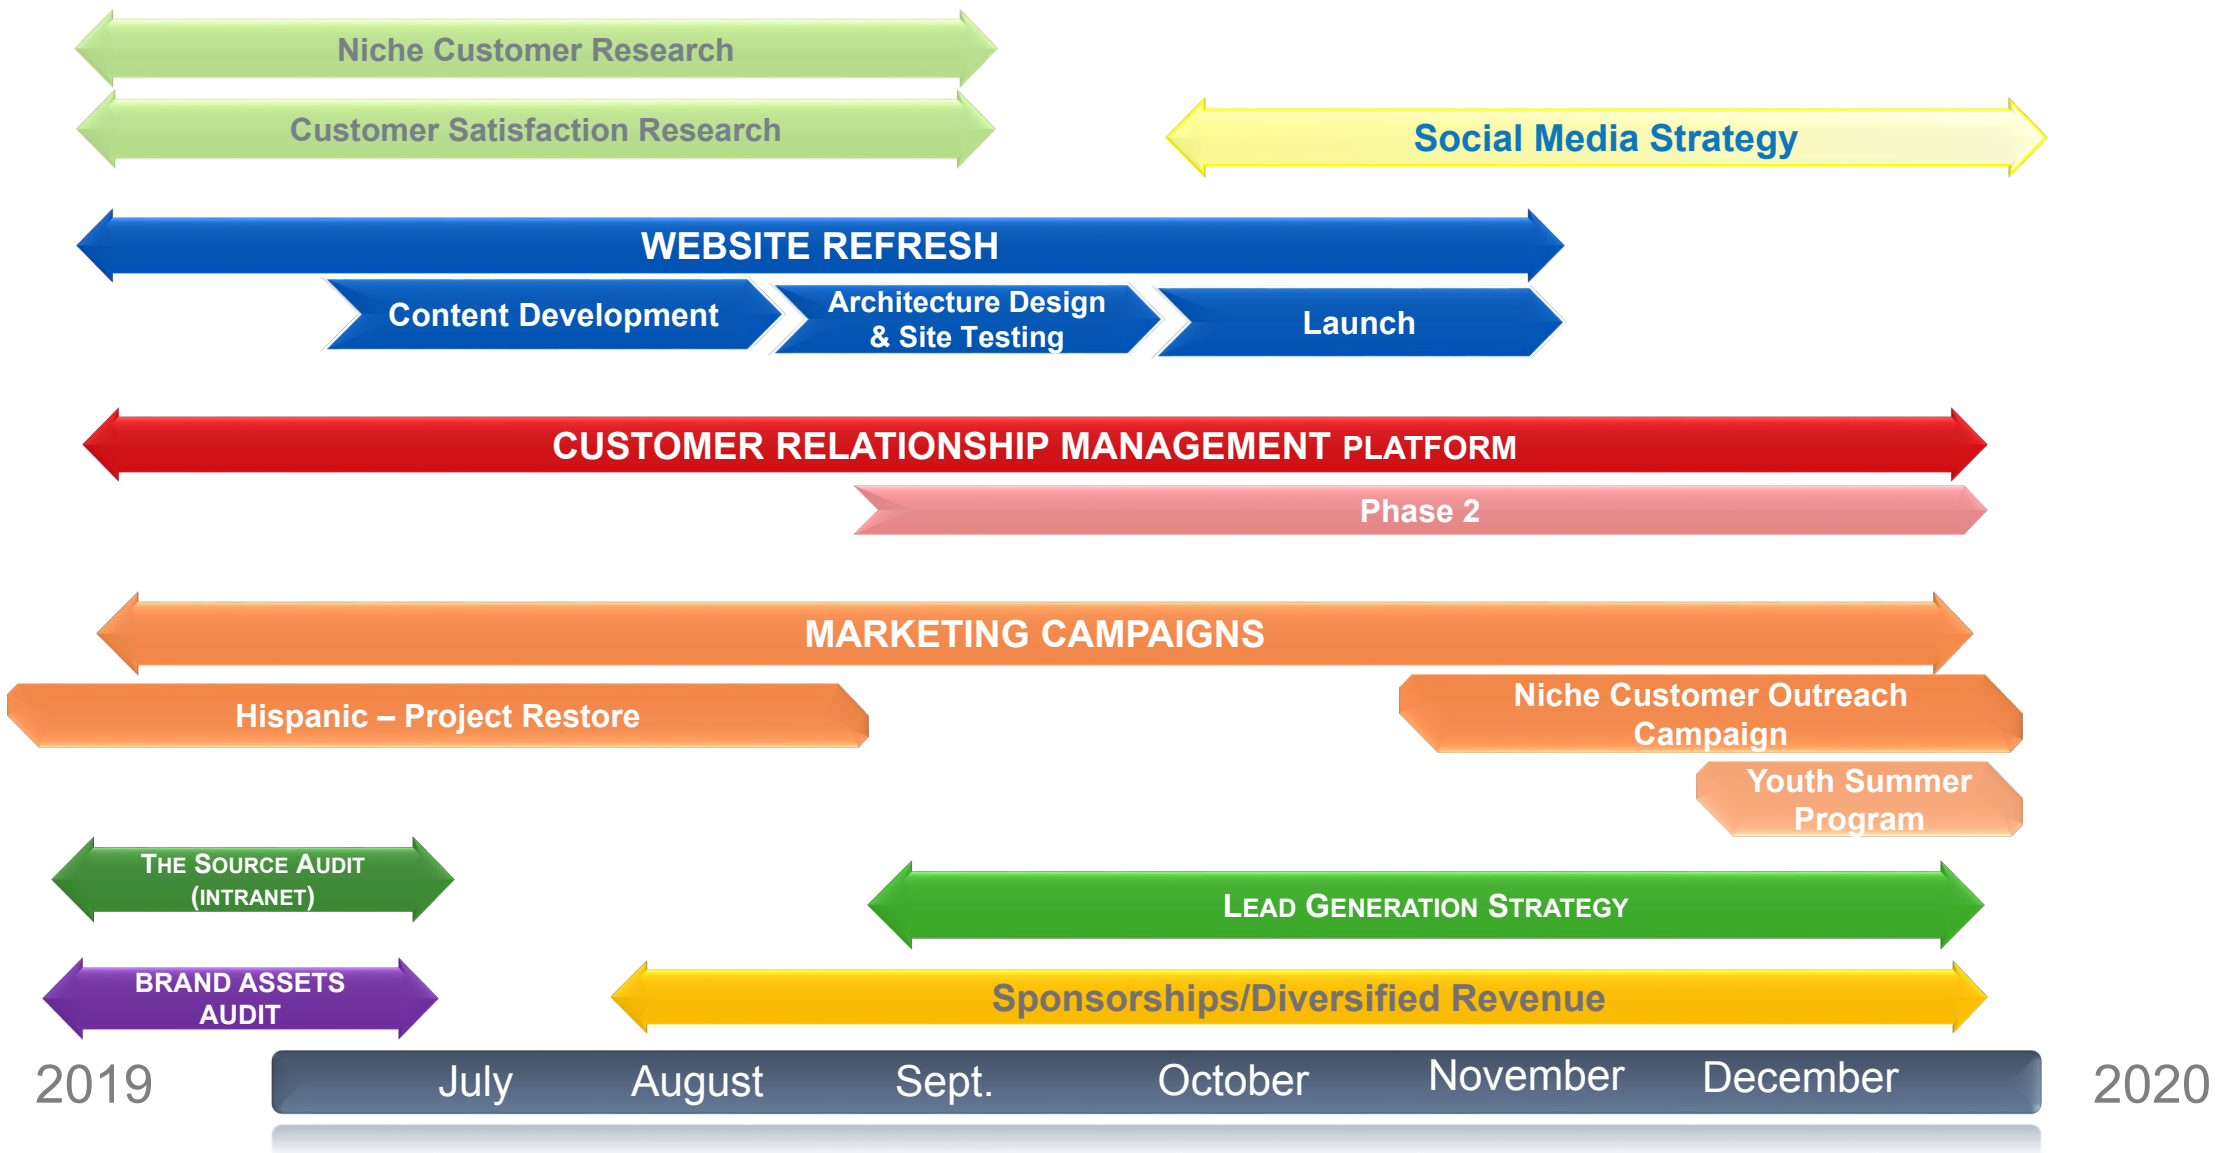 Niche Customer Research
Customer Satisfaction Research
Social Media Strategy
WEBSITE REFRESH
Content Development
Architecture Design
& Site Testing
Launch
CUSTOMER RELATIONSHIP MANAGEMENT PLATFORM
Phase 2
MARKETING CAMPAIGNS
Hispanic – Project Restore
Niche Customer Outreach
Campaign
Youth Summer
Program
THE SOURCE AUDIT
(INTRANET)
LEAD GENERATION STRATEGY
BRAND ASSETS
AUDIT
Sponsorships/Diversified Revenue
2019
July
August
Sept.
October
November
December
2020